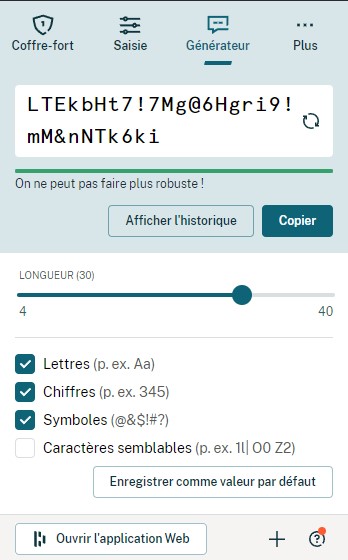 Coffre-fort Saisie Générateur Plus
LTEkbHt7!7Mg@6Hgri9!
mM&nNTk6ki
On ne peut pas faire plus robuste !
Afficher l'historique Copier
LONGUEUR (30)
4 40
Lettres (p. ex. Aa)
Chiffres (p. ex. 345)
Symboles (@&$!#?)
Caractères semblables (p. ex. 1l| O0 Z2)
Enregistrer comme valeur par défaut
Ouvrir l'application Web